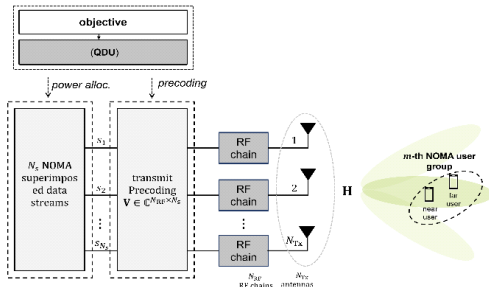 objective
(QDU)
power alloc.
precoding
N_s NOMA
superimpos
ed data
streams
s_1
s_2
⋮
s_{N_s}
transmit
Precoding
V ∈ ℂ^{N_RF×N_s}
RF
chain
1
RF
chain
2
⋮
RF
chain
N_Tx
N_RF
RF chains
N_Tx
antennas
H
m-th NOMA user
group
near
user
far
user